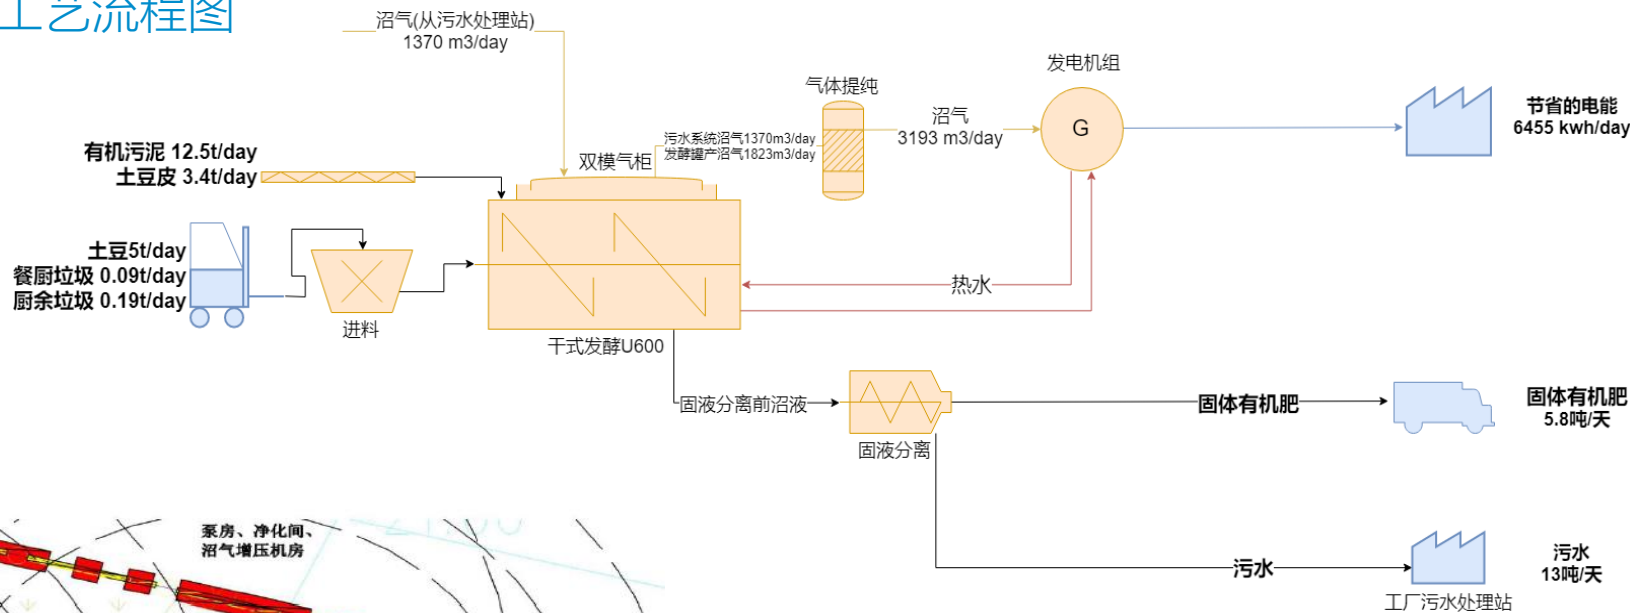 工艺流程图
沼气(从污水处理站)
1370 m3/day
发电机组
气体提纯
节省的电能
6455 kwh/day
沼气
3193 m3/day
G
污水系统沼气1370m3/day
发酵罐产沼气1823m3/day
有机污泥 12.5t/day
土豆皮 3.4t/day
双模气柜
土豆5t/day
餐厨垃圾 0.09t/day
厨余垃圾 0.19t/day
进料
热水
干式发酵U600
固液分离前沼液
固液分离
固体有机肥
固体有机肥
5.8吨/天
泵房、净化间、
沼气增压机房
污水
污水
13吨/天
工厂污水处理站